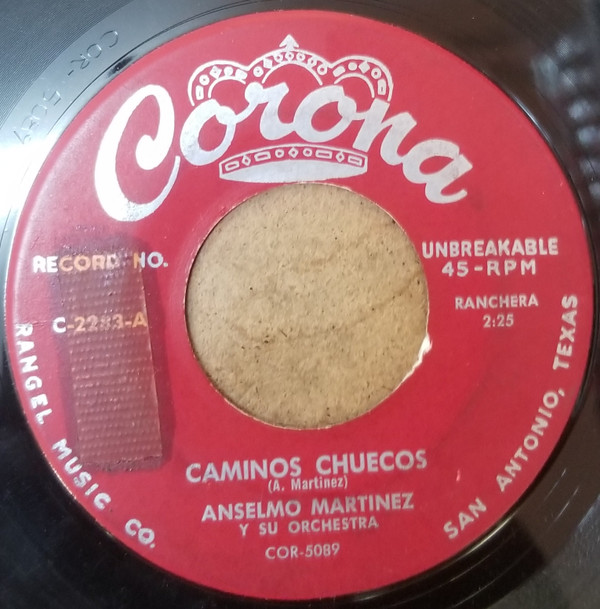 Corona
RECORD NO.
C-2283-A
UNBREAKABLE
45-RPM
RANCHERA
2:25
RANGEL MUSIC CO.
SAN ANTONIO, TEXAS
CAMINOS CHUECOS
(A. Martinez)
ANSELMO MARTINEZ
Y SU ORCHESTRA
COR-5089